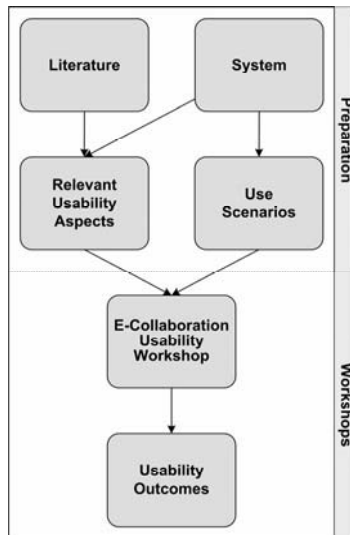 Literature
System
Relevant
Usability
Aspects
Use
Scenarios
Preparation
E-Collaboration
Usability
Workshop
Usability
Outcomes
Workshops